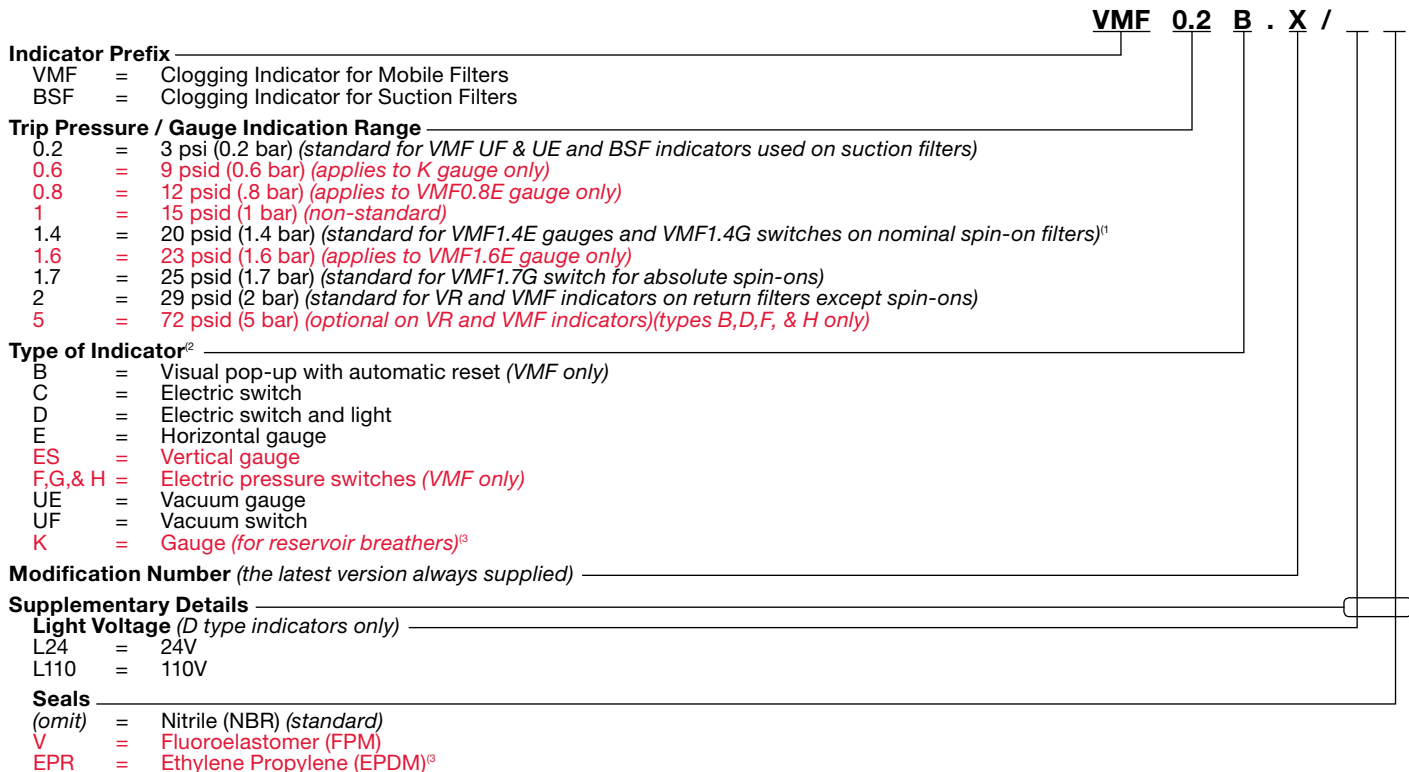 VMF 0.2 B . X /
Indicator Prefix
VMF = Clogging Indicator for Mobile Filters
BSF = Clogging Indicator for Suction Filters
Trip Pressure / Gauge Indication Range
0.2 = 3 psi (0.2 bar) (standard for VMF UF & UE and BSF indicators used on suction filters)
0.6 = 9 psid (0.6 bar) (applies to K gauge only)
0.8 = 12 psid (.8 bar) (applies to VMF0.8E gauge only)
1 = 15 psid (1 bar) (non-standard)
1.4 = 20 psid (1.4 bar) (standard for VMF1.4E gauges and VMF1.4G switches on nominal spin-on filters)(1
1.6 = 23 psid (1.6 bar) (applies to VMF1.6E gauge only)
1.7 = 25 psid (1.7 bar) (standard for VMF1.7G switch for absolute spin-ons)
2 = 29 psid (2 bar) (standard for VR and VMF indicators on return filters except spin-ons)
5 = 72 psid (5 bar) (optional on VR and VMF indicators)(types B,D,F, & H only)
Type of Indicator(2
B = Visual pop-up with automatic reset (VMF only)
C = Electric switch
D = Electric switch and light
E = Horizontal gauge
ES = Vertical gauge
F,G,& H = Electric pressure switches (VMF only)
UE = Vacuum gauge
UF = Vacuum switch
K = Gauge (for reservoir breathers)(3
Modification Number (the latest version always supplied)
Supplementary Details
Light Voltage (D type indicators only)
L24 = 24V
L110 = 110V
Seals
(omit) = Nitrile (NBR) (standard)
V = Fluoroelastomer (FPM)
EPR = Ethylene Propylene (EPDM)(3